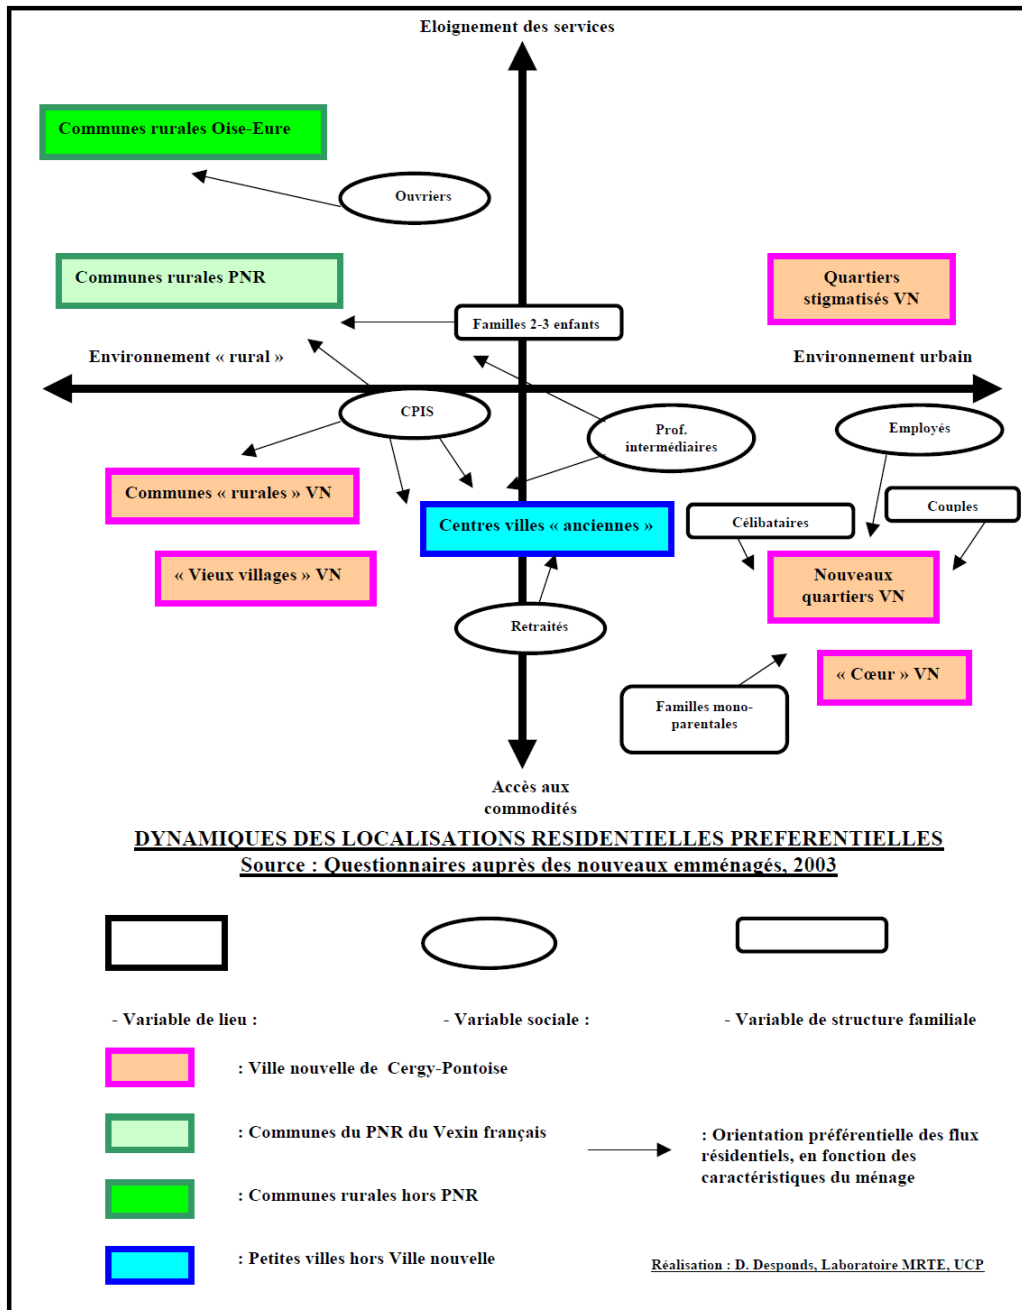 Eloignement des services
Communes rurales Oise-Eure
Ouvriers
Communes rurales PNR
Quartiers
stigmatisés VN
Familles 2-3 enfants
Environnement « rural »
Environnement urbain
CPIS
Prof.
intermédiaires
Employés
Communes « rurales » VN
Centres villes « anciennes »
Célibataires
Couples
« Vieux villages » VN
Nouveaux
quartiers VN
Retraités
« Cœur » VN
Familles mono-
parentales
Accès aux
commodités
DYNAMIQUES DES LOCALISATIONS RESIDENTIELLES PREFERENTIELLES
Source : Questionnaires auprès des nouveaux emménagés, 2003
- Variable de lieu :
- Variable sociale :
- Variable de structure familiale
: Ville nouvelle de Cergy-Pontoise
: Communes du PNR du Vexin français
: Orientation préférentielle des flux
résidentiels, en fonction des
caractéristiques du ménage
: Communes rurales hors PNR
: Petites villes hors Ville nouvelle
Réalisation : D. Desponds, Laboratoire MRTE, UCP